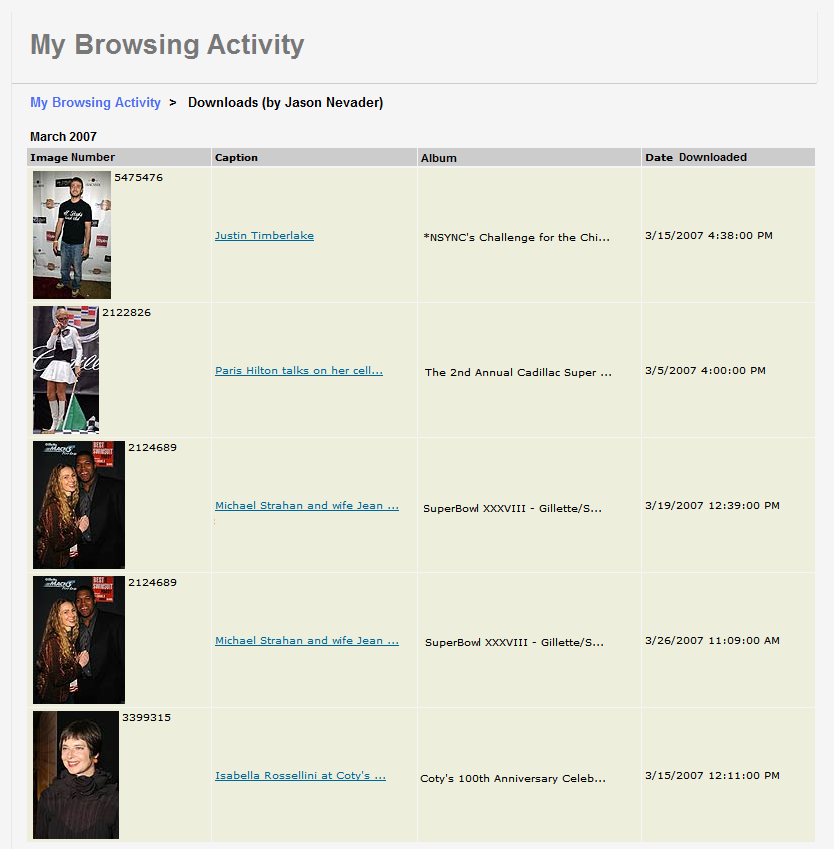 My Browsing Activity
My Browsing Activity > Downloads (by Jason Nevader)
March 2007
Image Number Caption Album Date Downloaded
5475476
Justin Timberlake *NSYNC's Challenge for the Chi... 3/15/2007 4:38:00 PM
2122826
Paris Hilton talks on her cell... The 2nd Annual Cadillac Super ... 3/5/2007 4:00:00 PM
2124689
Michael Strahan and wife Jean ... SuperBowl XXXVIII - Gillette/S... 3/19/2007 12:39:00 PM
2124689
Michael Strahan and wife Jean ... SuperBowl XXXVIII - Gillette/S... 3/26/2007 11:09:00 AM
3399315
Isabella Rossellini at Coty's ... Coty's 100th Anniversary Celeb... 3/15/2007 12:11:00 PM